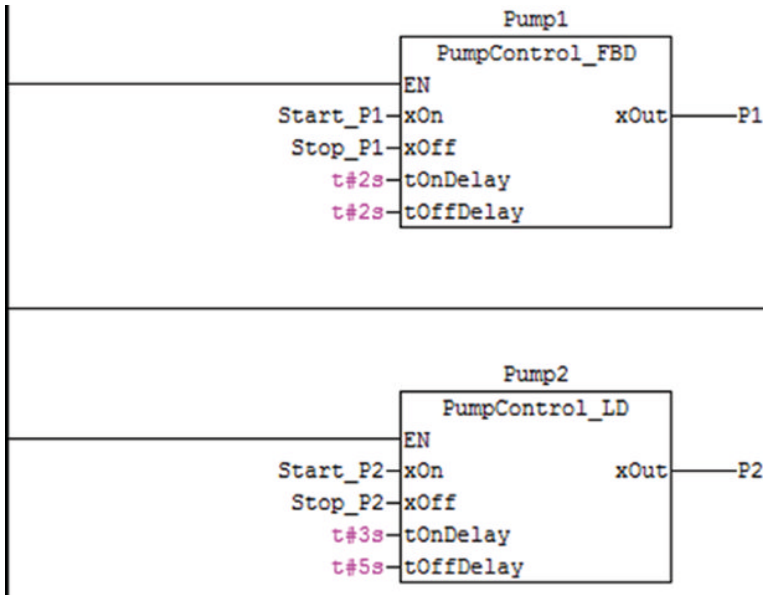 Pump1
PumpControl_FBD
EN
Start_P1 xOn xOut P1
Stop_P1 xOff
t#2s tOnDelay
t#2s tOffDelay
Pump2
PumpControl_LD
EN
Start_P2 xOn xOut P2
Stop_P2 xOff
t#3s tOnDelay
t#5s tOffDelay